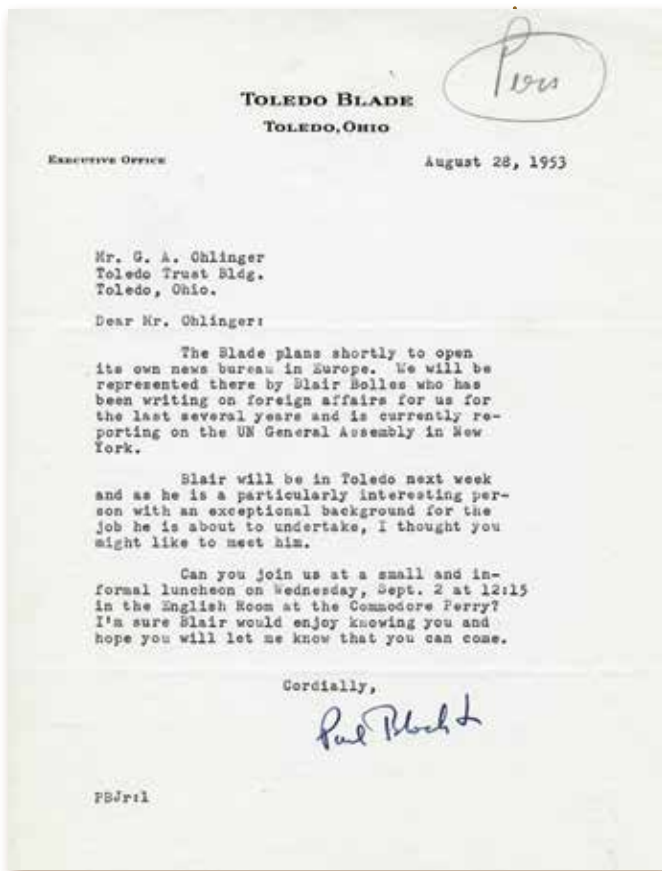 Pers
TOLEDO BLADE
TOLEDO, OHIO
EXECUTIVE OFFICE
August 28, 1953
Mr. G. A. Ohlinger
Toledo Trust Bldg.
Toledo, Ohio.
Dear Mr. Ohlinger:
The Blade plans shortly to open
its own news bureau in Europe. We will be
represented there by Blair Bolles who has
been writing on foreign affairs for us for
the last several years and is currently re-
porting on the UN General Assembly in New
York.
Blair will be in Toledo next week
and as he is a particularly interesting per-
son with an exceptional background for the
job he is about to undertake, I thought you
might like to meet him.
Can you join us at a small and in-
formal luncheon on Wednesday, Sept. 2 at 12:15
in the English Room at the Commodore Perry?
I'm sure Blair would enjoy knowing you and
hope you will let me know that you can come.
Cordially,
Paul Block Jr
PBJr:l